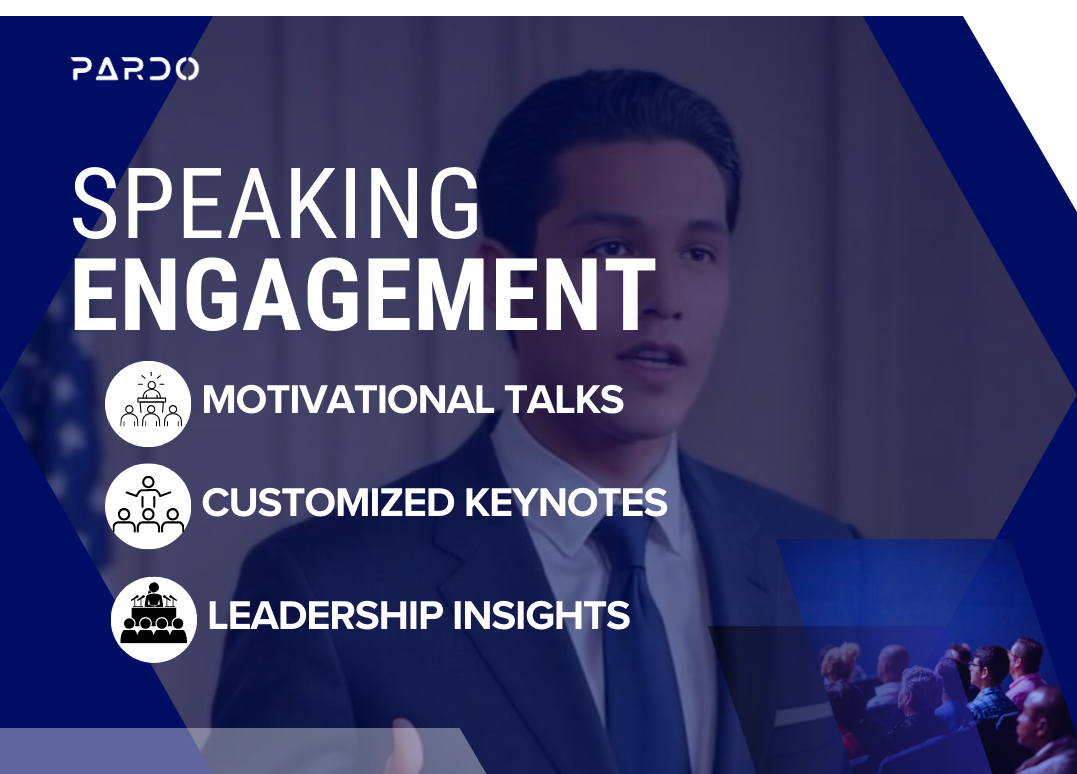 PARDO
SPEAKING
ENGAGEMENT
MOTIVATIONAL TALKS
CUSTOMIZED KEYNOTES
LEADERSHIP INSIGHTS